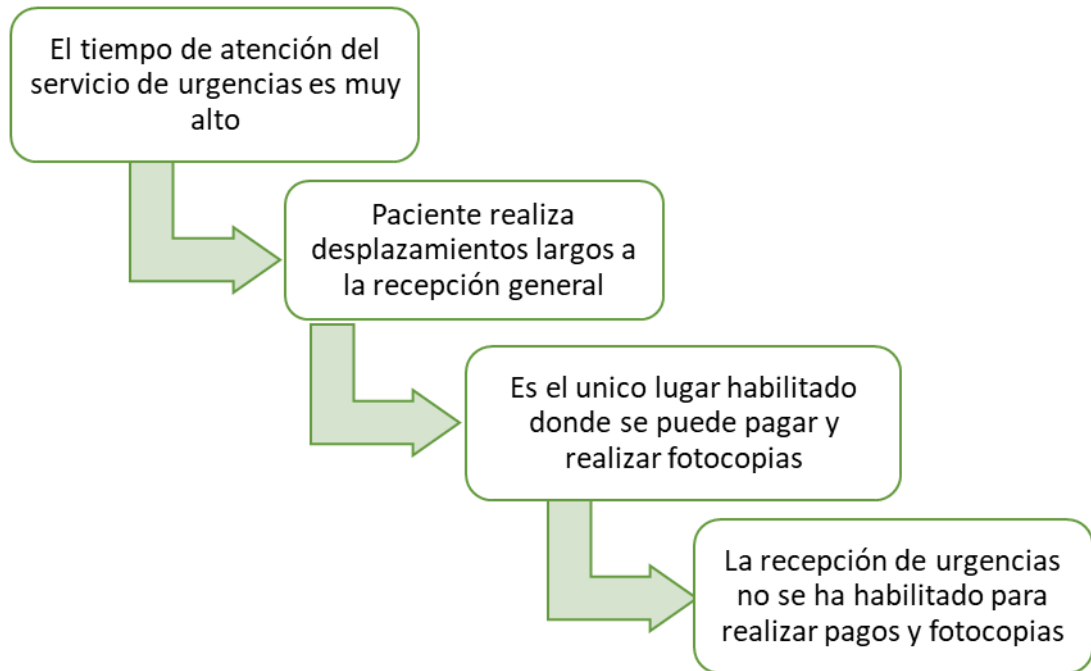 El tiempo de atención del
servicio de urgencias es muy
alto
Paciente realiza
desplazamientos largos a
la recepción general
Es el unico lugar habilitado
donde se puede pagar y
realizar fotocopias
La recepción de urgencias
no se ha habilitado para
realizar pagos y fotocopias